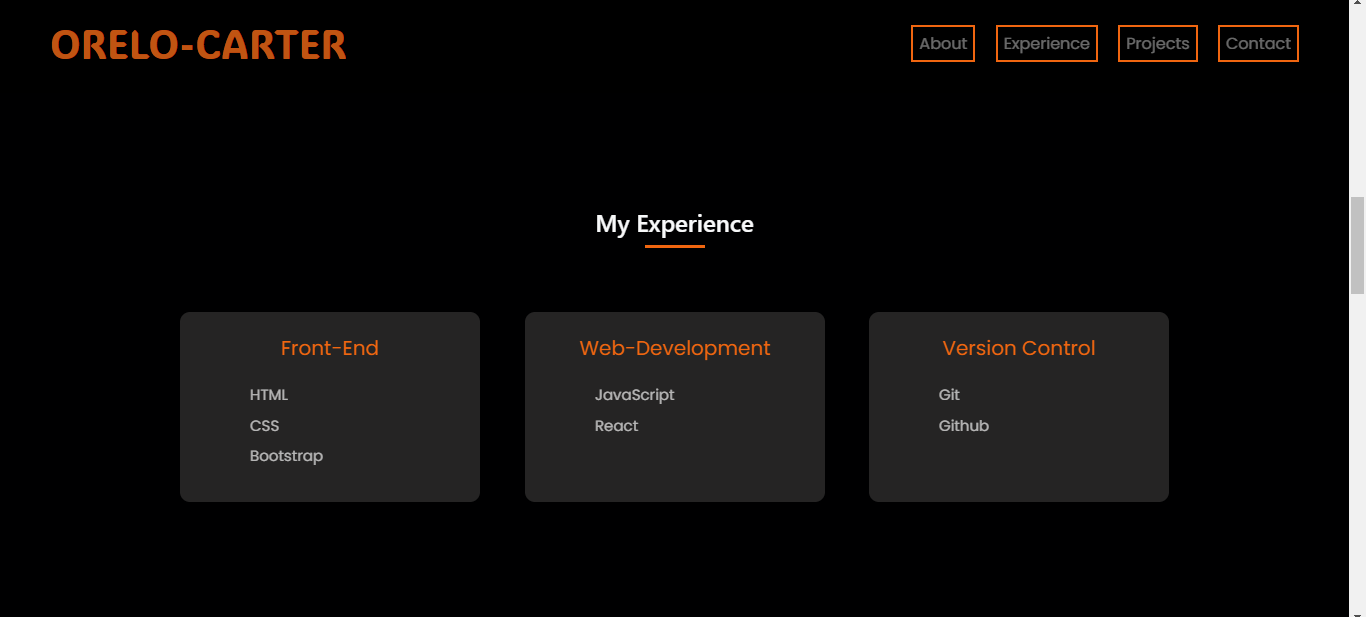 ORELO-CARTER
About
Experience
Projects
Contact
My Experience
Front-End
HTML
CSS
Bootstrap
Web-Development
JavaScript
React
Version Control
Git
Github